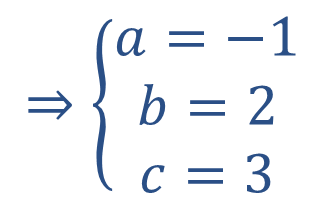 a = −1
⇒ { b = 2
c = 3